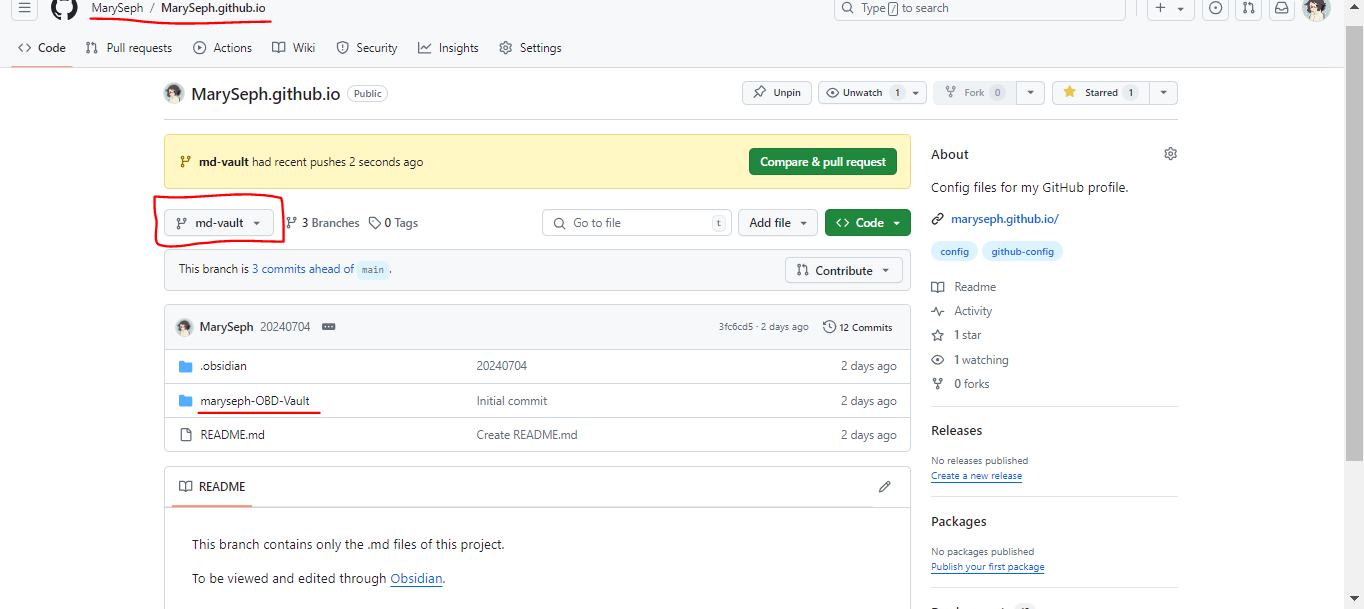 MarySeph / MarySeph.github.io
Type / to search
Code Pull requests Actions Wiki Security Insights Settings
MarySeph.github.io Public
Unpin Unwatch 1 Fork 0 Starred 1
md-vault had recent pushes 2 seconds ago
Compare & pull request
md-vault 3 Branches 0 Tags
Go to file t Add file Code
This branch is 3 commits ahead of main .
Contribute
MarySeph 20240704 3fc6cd5 · 2 days ago 12 Commits
.obsidian 20240704 2 days ago
maryseph-OBD-Vault Initial commit 2 days ago
README.md Create README.md 2 days ago
README
This branch contains only the .md files of this project.
To be viewed and edited through Obsidian.
About
Config files for my GitHub profile.
maryseph.github.io/
config github-config
Readme
Activity
1 star
1 watching
0 forks
Releases
No releases published
Create a new release
Packages
No packages published
Publish your first package